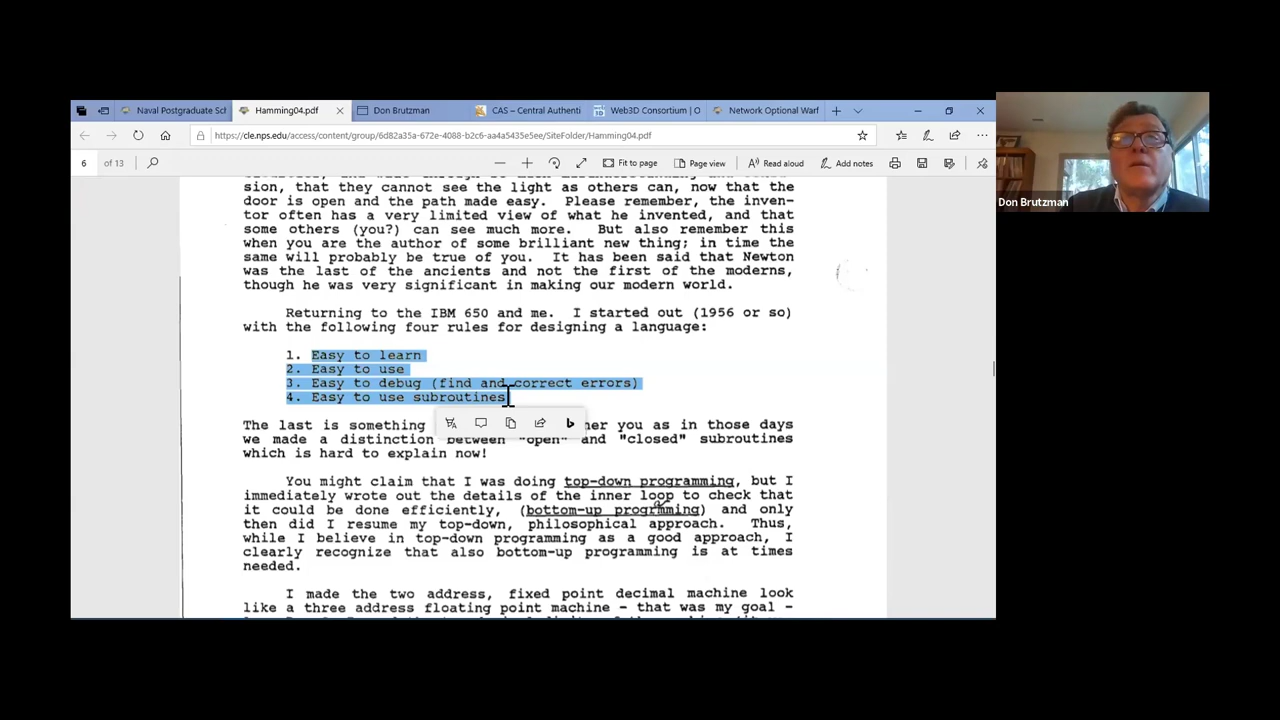 Naval Postgraduate Scl
Hamming04.pdf
Don Brutzman
CAS – Central Authenti
Web3D Consortium | O
Network Optional Warf
https://cle.nps.edu/access/content/group/6d82a35a-672e-4088-b2c6-aa4a5435e5ee/SiteFolder/Hamming04.pdf
6 of 13
Fit to page
Page view
Read aloud
Add notes
sion, that they cannot see the light as others can, now that the
door is open and the path made easy. Please remember, the inven-
tor often has a very limited view of what he invented, and that
some others (you?) can see much more. But also remember this
when you are the author of some brilliant new thing; in time the
same will probably be true of you. It has been said that Newton
was the last of the ancients and not the first of the moderns,
though he was very significant in making our modern world.
Returning to the IBM 650 and me. I started out (1956 or so)
with the following four rules for designing a language:
1. Easy to learn
2. Easy to use
3. Easy to debug (find and correct errors)
4. Easy to use subroutines
The last is something her you as in those days
we made a distinction between "open" and "closed" subroutines
which is hard to explain now!
You might claim that I was doing top-down programming, but I
immediately wrote out the details of the inner loop to check that
it could be done efficiently, (bottom-up progrmming) and only
then did I resume my top-down, philosophical approach. Thus,
while I believe in top-down programming as a good approach, I
clearly recognize that also bottom-up programming is at times
needed.
I made the two address, fixed point decimal machine look
like a three address floating point machine - that was my goal -
Don Brutzman